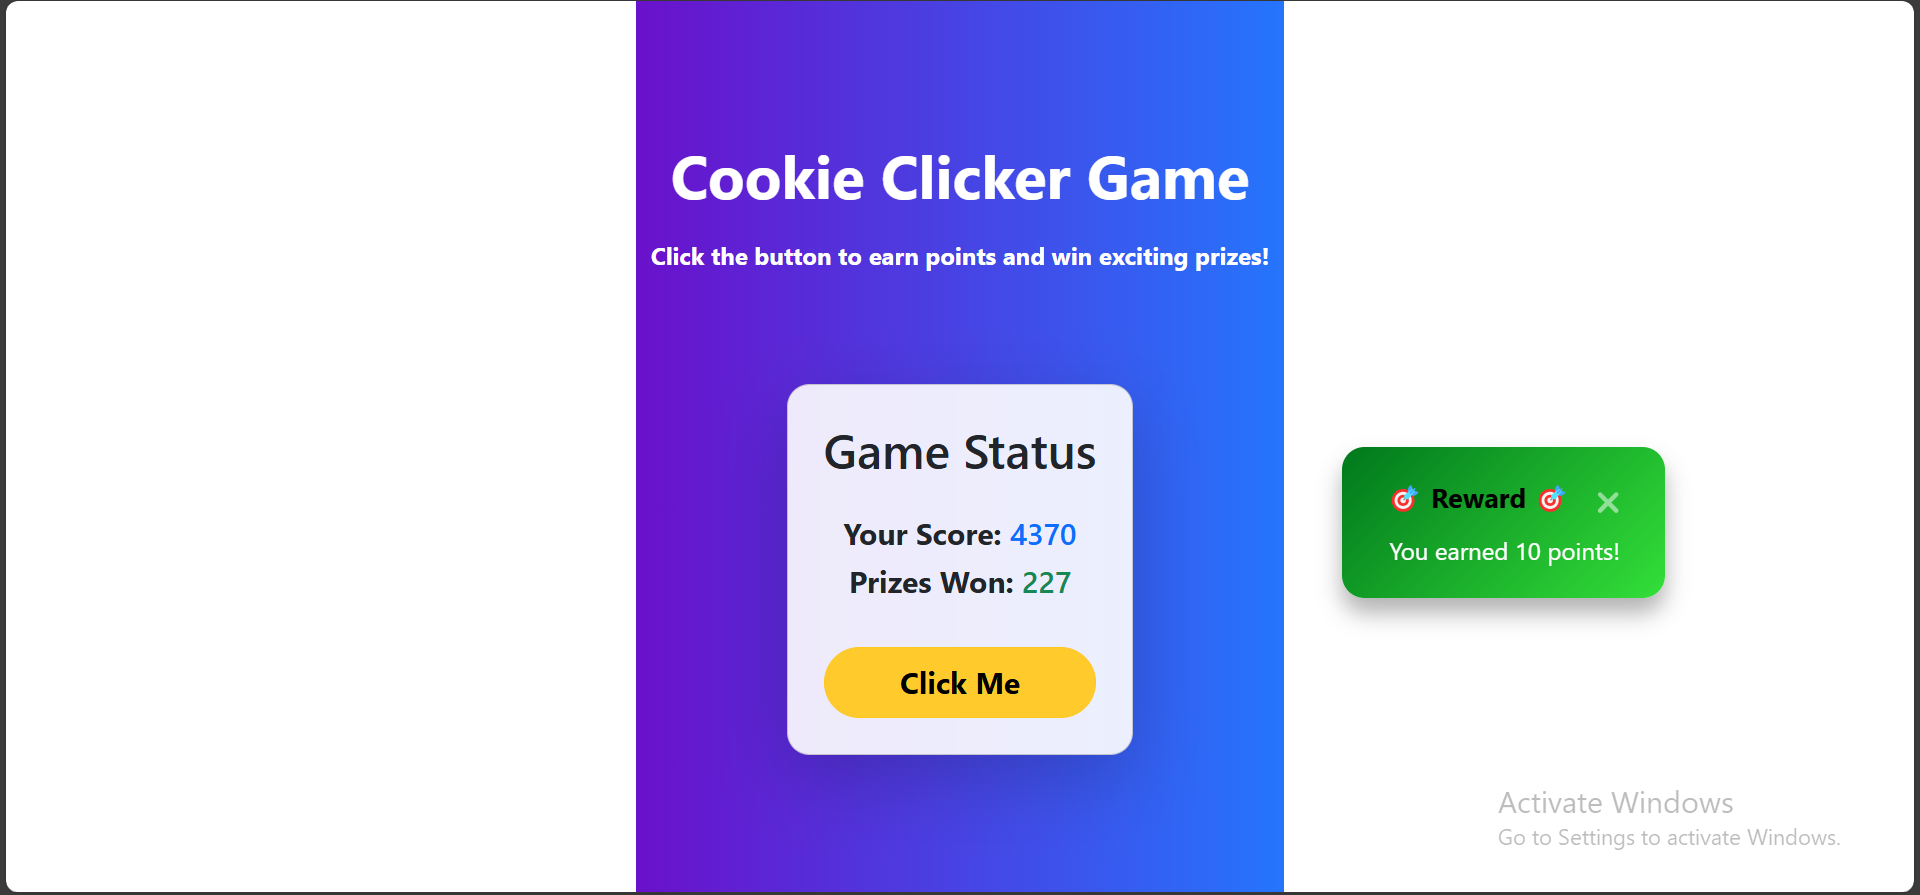 Cookie Clicker Game
Click the button to earn points and win exciting prizes!
Game Status
Your Score: 4370
Prizes Won: 227
Click Me
🎯 Reward 🎯 ×
You earned 10 points!
Activate Windows
Go to Settings to activate Windows.